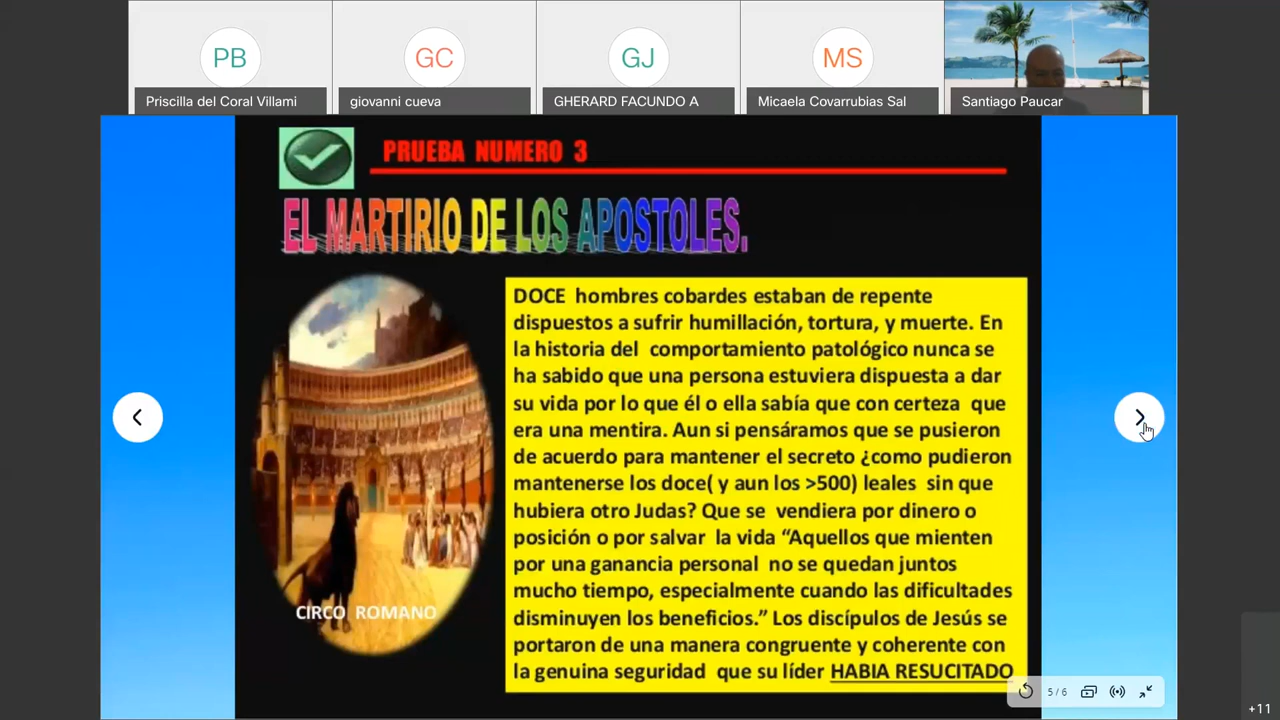 PB
GC
GJ
MS
Priscilla del Coral Villami
giovanni cueva
GHERARD FACUNDO A
Micaela Covarrubias Sal
Santiago Paucar
PRUEBA NUMERO 3
EL MARTIRIO DE LOS APOSTOLES.
DOCE hombres cobardes estaban de repente
dispuestos a sufrir humillación, tortura, y muerte. En
la historia del comportamiento patológico nunca se
ha sabido que una persona estuviera dispuesta a dar
su vida por lo que él o ella sabía que con certeza que
era una mentira. Aun si pensáramos que se pusieron
de acuerdo para mantener el secreto ¿como pudieron
mantenerse los doce( y aun los >500) leales sin que
hubiera otro Judas? Que se vendiera por dinero o
posición o por salvar la vida “Aquellos que mienten
por una ganancia personal no se quedan juntos
mucho tiempo, especialmente cuando las dificultades
disminuyen los beneficios.” Los discípulos de Jesús se
portaron de una manera congruente y coherente con
la genuina seguridad que su líder HABIA RESUCITADO
CIRCO ROMANO
5/6
+11